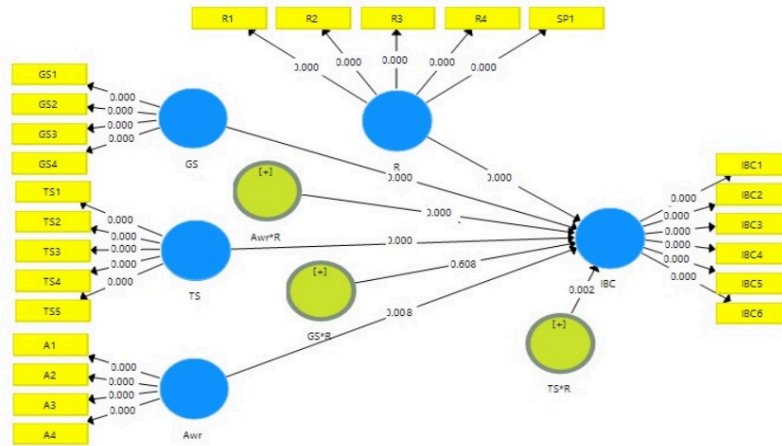 R1 R2 R3 R4 SP1
0.000 0.000 0.000 0.000 0.000
R
GS1
GS2
GS3
GS4
0.000
0.000
0.000
0.000
GS
TS1
TS2
TS3
TS4
TS5
0.000
0.000
0.000
0.000
0.000
TS
A1
A2
A3
A4
0.000
0.000
0.000
0.000
Awr
[+]
Awr*R
[+]
GS*R
[+]
TS*R
0.000
0.000
0.000
0.000
0.608
0.008
0.002
IBC
0.000
0.000
0.000
0.000
0.000
0.000
IBC1
IBC2
IBC3
IBC4
IBC5
IBC6